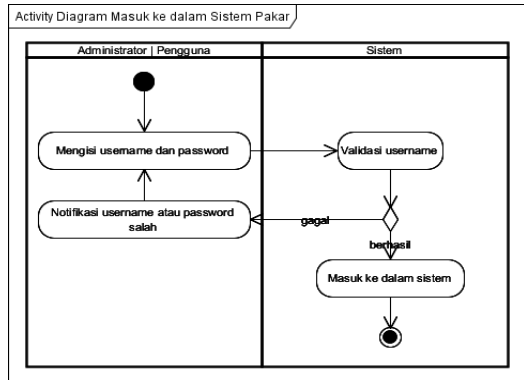 Activity Diagram Masuk ke dalam Sistem Pakar
Administrator | Pengguna
Sistem
Mengisi username dan password
Validasi username
Notifikasi username atau password
salah
gagal
berhasil
Masuk ke dalam sistem